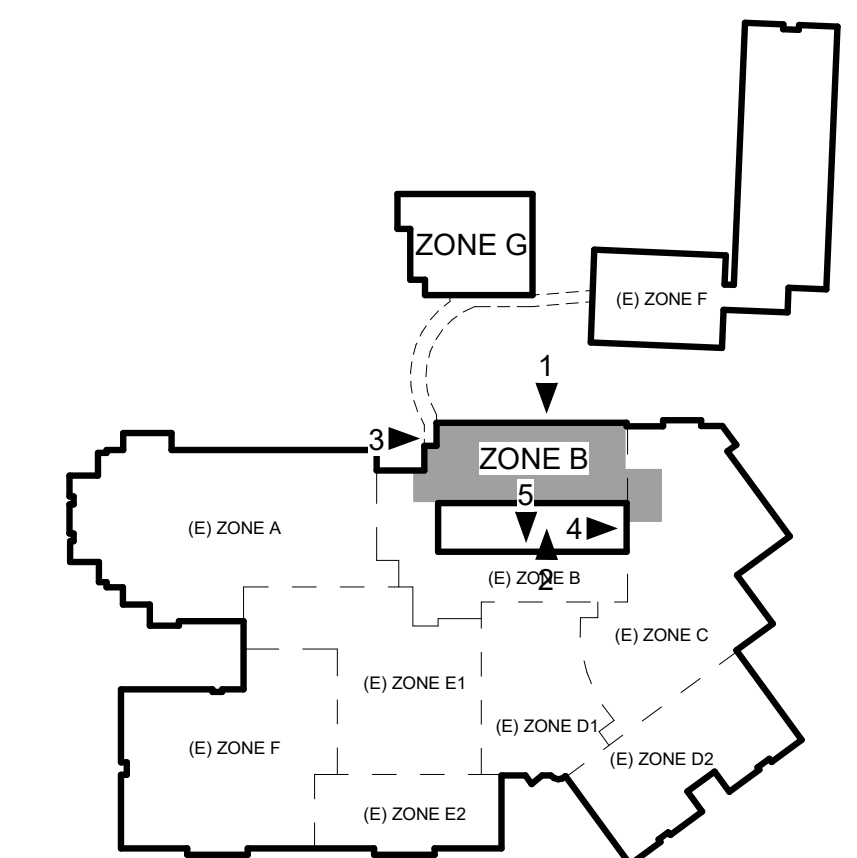 ZONE G
(E) ZONE F
1
3
ZONE B
5
(E) ZONE A
4
(E) ZONE B
2
(E) ZONE C
(E) ZONE E1
(E) ZONE D1
(E) ZONE F
(E) ZONE D2
(E) ZONE E2